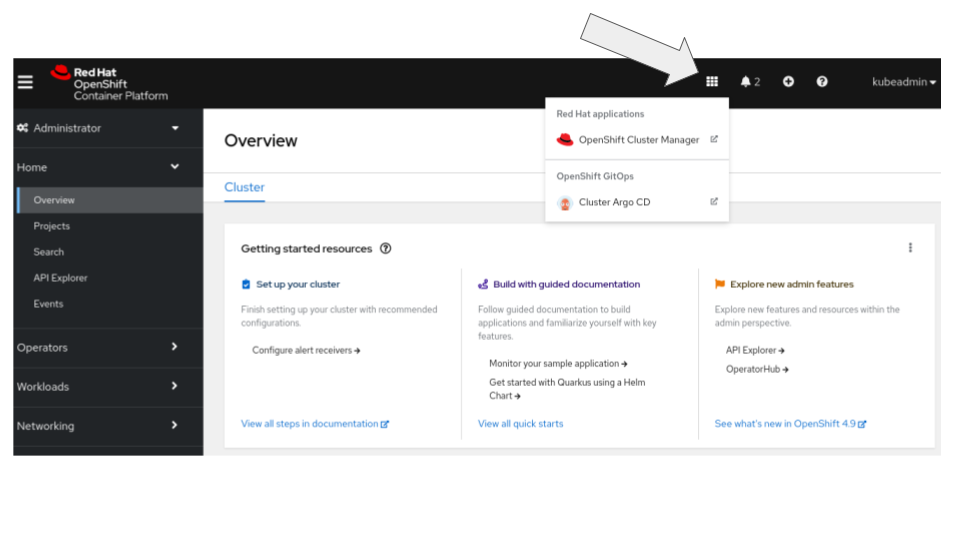 Red Hat
OpenShift
Container Platform
2
kubeadmin
Administrator
Home
Overview
Projects
Search
API Explorer
Events
Operators
Workloads
Networking
Red Hat applications
OpenShift Cluster Manager
OpenShift GitOps
Cluster Argo CD
Overview
Cluster
Getting started resources
Set up your cluster
Finish setting up your cluster with recommended
configurations.
Configure alert receivers
View all steps in documentation
Build with guided documentation
Follow guided documentation to build
applications and familiarize yourself with key
features.
Monitor your sample application
Get started with Quarkus using a Helm
Chart
View all quick starts
Explore new admin features
Explore new features and resources within the
admin perspective.
API Explorer
OperatorHub
See what's new in OpenShift 4.9